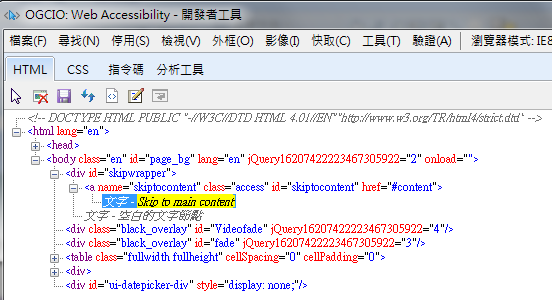 OGCIO: Web Accessibility - 開發者工具
檔案(F) 尋找(N) 停用(S) 檢視(V) 外框(O) 影像(I) 快取(C) 工具(T) 驗證(A) 瀏覽器模式: IE8
HTML CSS 指令碼 分析工具
<!-- DOCTYPE HTML PUBLIC "-//W3C//DTD HTML 4.01//EN" "http://www.w3.org/TR/html4/strict.dtd" -->
<html lang="en">
<head>
<body class="en" id="page_bg" lang="en" jQuery16207422223467305922="2" onload="">
<div id="skipwrapper">
<a name="skiptocontent" class="access" id="skiptocontent" href="#content">
文字 - Skip to main content
文字 - 空白的文字節點
<div class="black_overlay" id="Videofade" jQuery16207422223467305922="4"/>
<div class="black_overlay" id="fade" jQuery16207422223467305922="3"/>
<table class="fullwidth fullheight" cellSpacing="0" cellPadding="0">
<div>
<div id="ui-datepicker-div" style="display: none;"/>